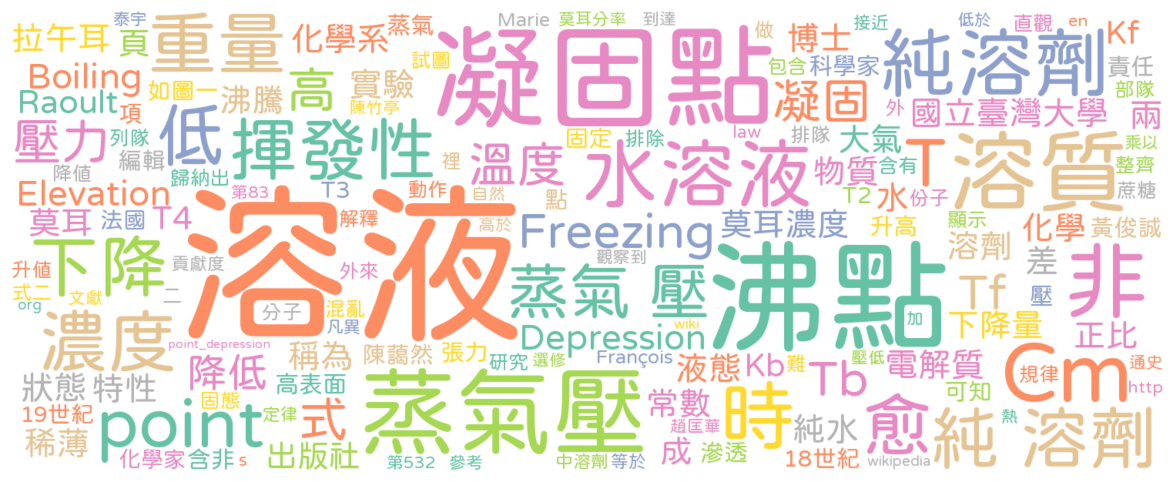 泰宇 蒸氣 Marie 莫耳分率 到達 做 博士 接近 低於 直觀 en Kf
拉午耳 頁 重量 化學系 試圖 凝固點 包含 科學家 純溶劑 責任
Boiling 如圖一 沸騰 高 實驗 凝固 外 國立臺灣大學 部隊 兩
Raoult 項 低 揮發性 陳竹亭 固定 排除 law 排隊 大氣 T 溶質 乘以
壓力 列隊 編輯 溫度 裡 水溶液 物質 含有 整齊
降值 歸納出 第83 T3 動作 自然 點 T2 水 份子 蔗糖
Elevation 莫耳 法國 T4 溶液 解釋 高於 Freezing 莫耳濃度 升高 顯示 化學 黃俊誠
下降 貢獻度 外來 觀察到 沸點 溶劑 差 非
升值 式二 文獻 二 分子 混亂 凡異 蒸氣 壓 加 Tf 壓
org 濃度 point_depression 稱為 陳藹然 張力 Depression wiki 下降量 正比
狀態 特性 降低 高表面 研究 選修 François 液態 Kb 難 壓低 Tb 電解質 Cm 規律 通史
19世紀 固態 定律 式 蒸氣壓 常數 趙匡華 時 可知 http
稀薄 point 成 滲透 純水 愈 純 溶劑 熱
化學家 含非 s 出版社 第532 參考 中溶劑 等於 18世紀 wikipedia